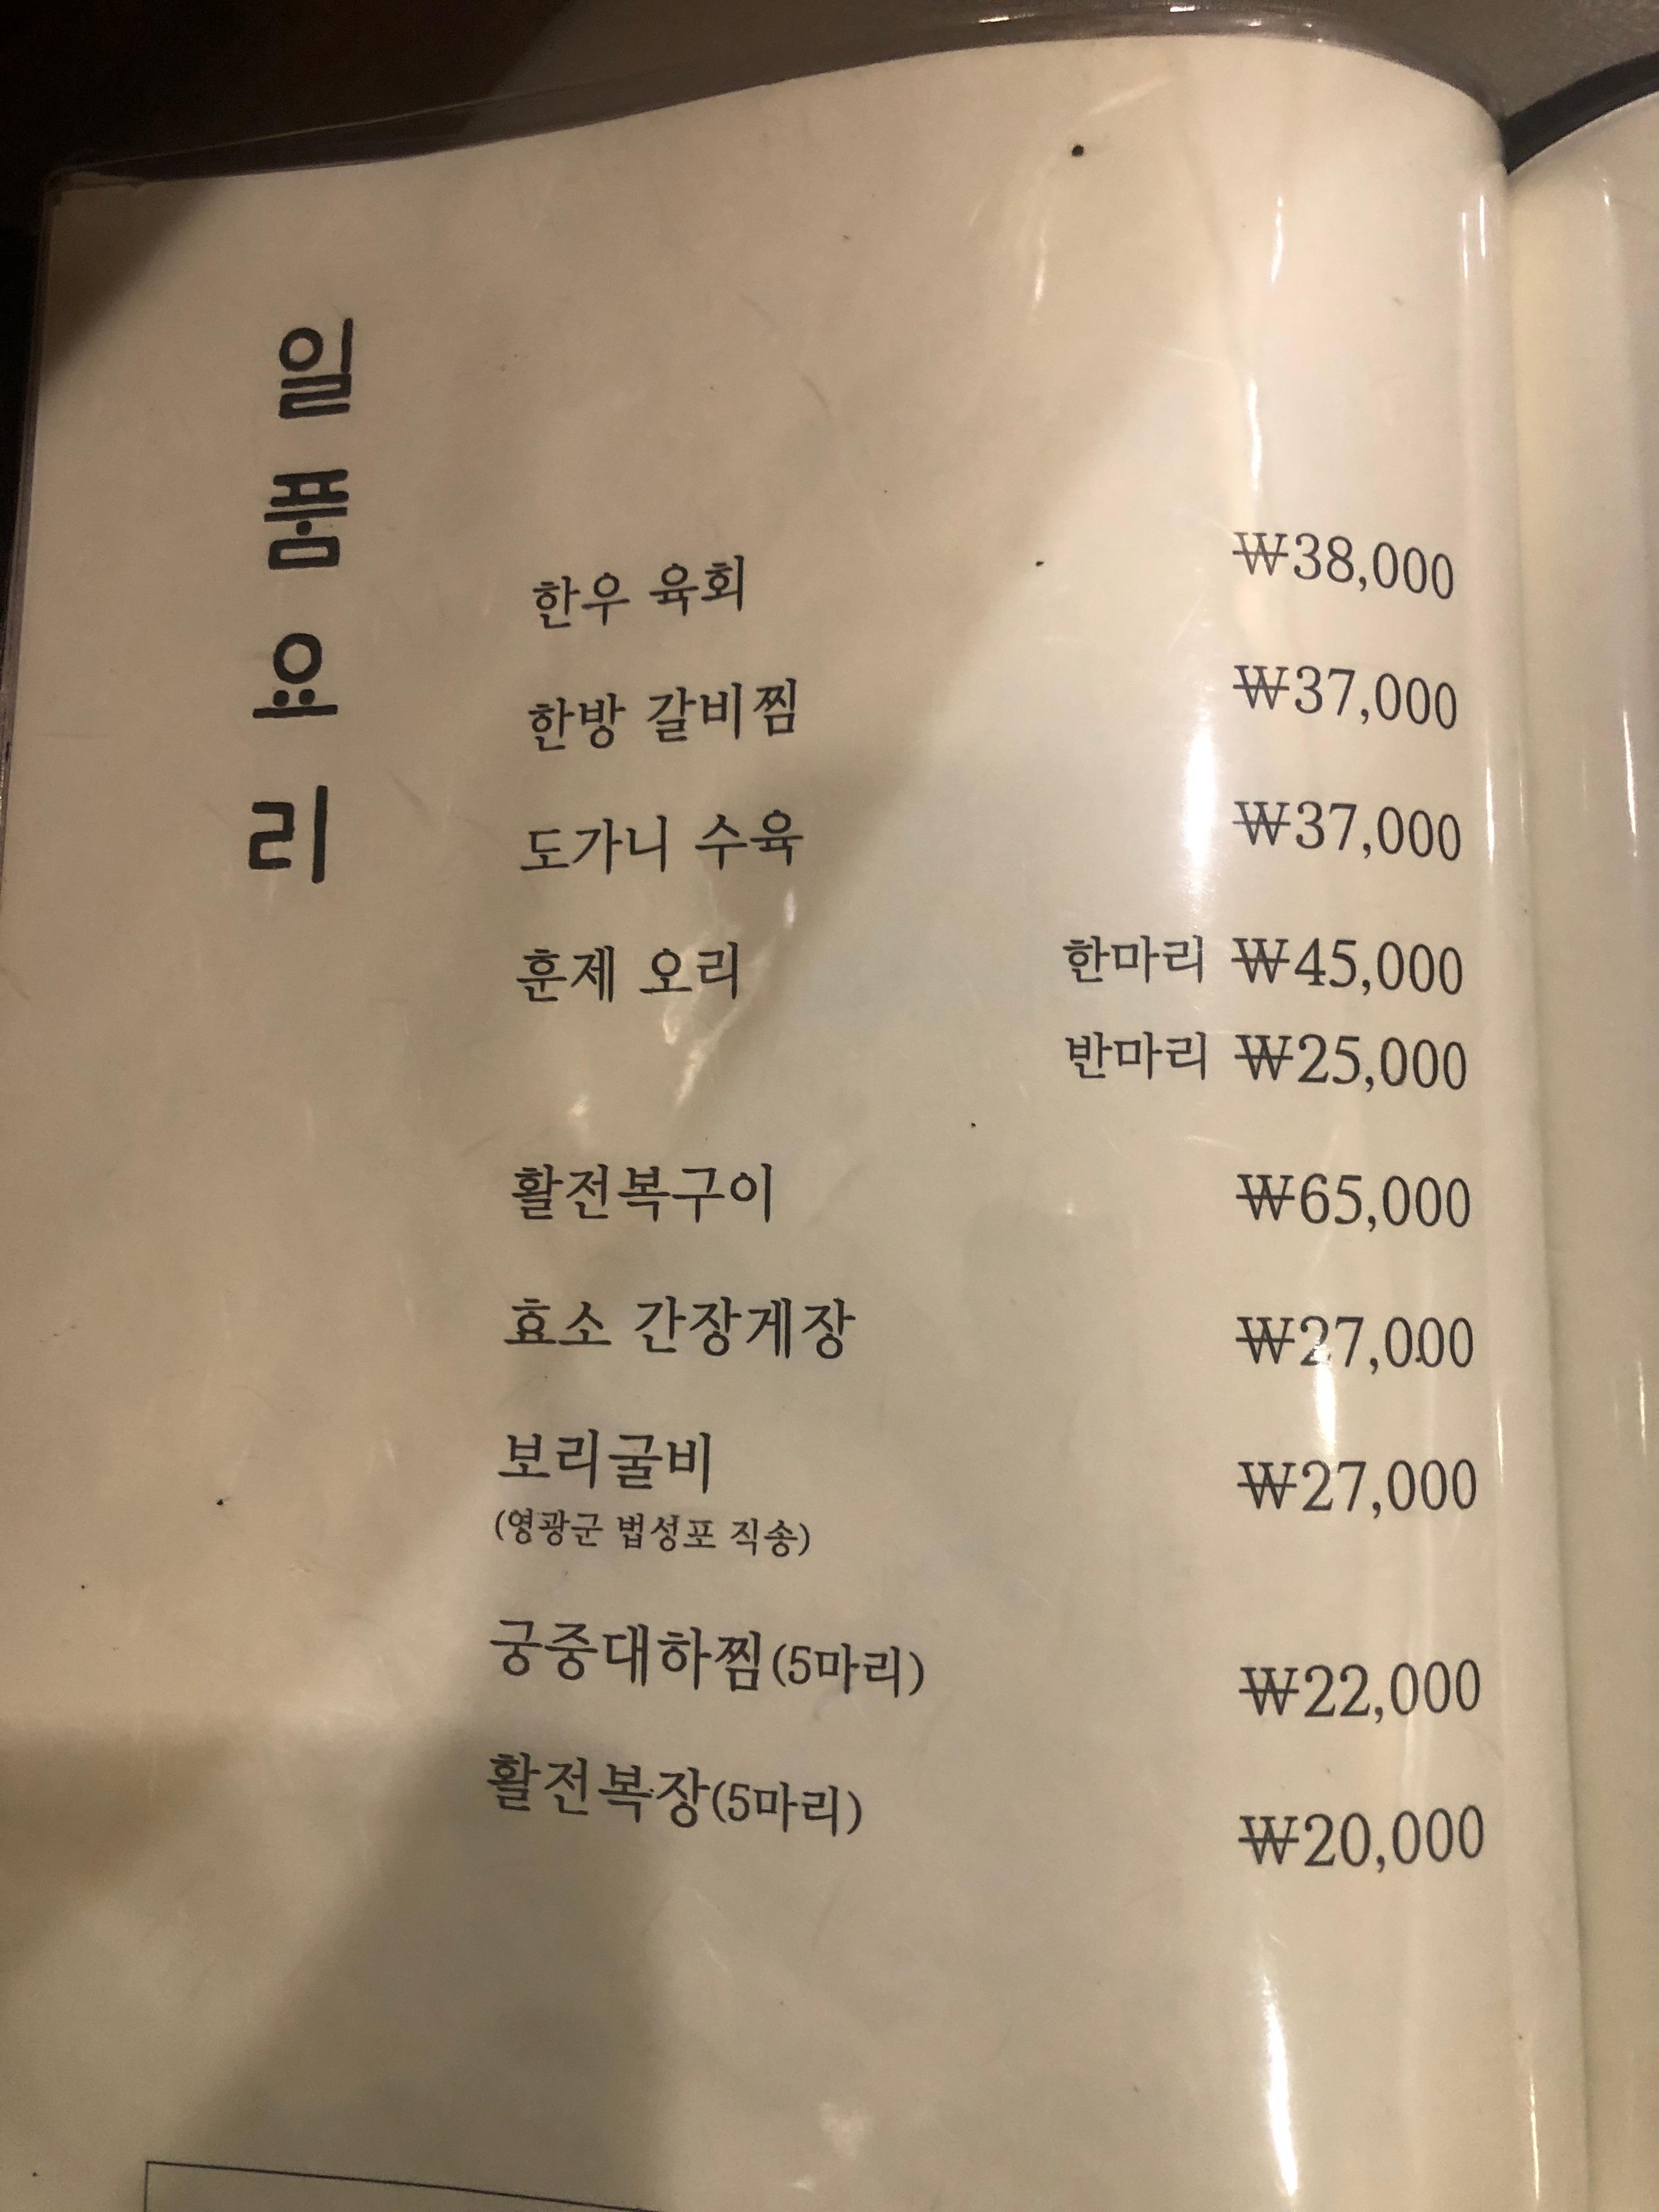 일품요리
한우 육회 ₩38,000
한방 갈비찜 ₩37,000
도가니 수육 ₩37,000
훈제 오리 한마리 ₩45,000
반마리 ₩25,000
활전복구이 ₩65,000
효소 간장게장 ₩27,000
보리굴비 ₩27,000
(영광군 법성포 직송)
궁중대하찜(5마리) ₩22,000
활전복장(5마리) ₩20,000